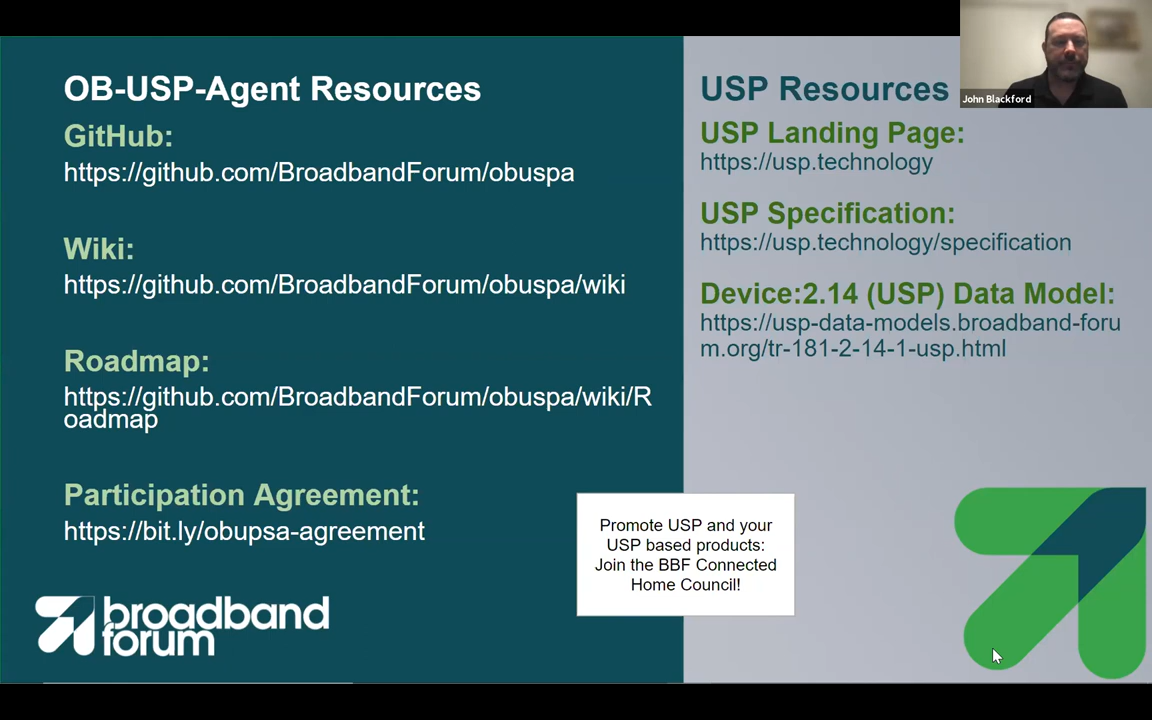 OB-USP-Agent Resources
GitHub:
https://github.com/BroadbandForum/obuspa
Wiki:
https://github.com/BroadbandForum/obuspa/wiki
Roadmap:
https://github.com/BroadbandForum/obuspa/wiki/R
oadmap
Participation Agreement:
https://bit.ly/obupsa-agreement
broadband
forum
USP Resources
USP Landing Page:
https://usp.technology
USP Specification:
https://usp.technology/specification
Device:2.14 (USP) Data Model:
https://usp-data-models.broadband-foru
m.org/tr-181-2-14-1-usp.html
Promote USP and your
USP based products:
Join the BBF Connected
Home Council!
John Blackford